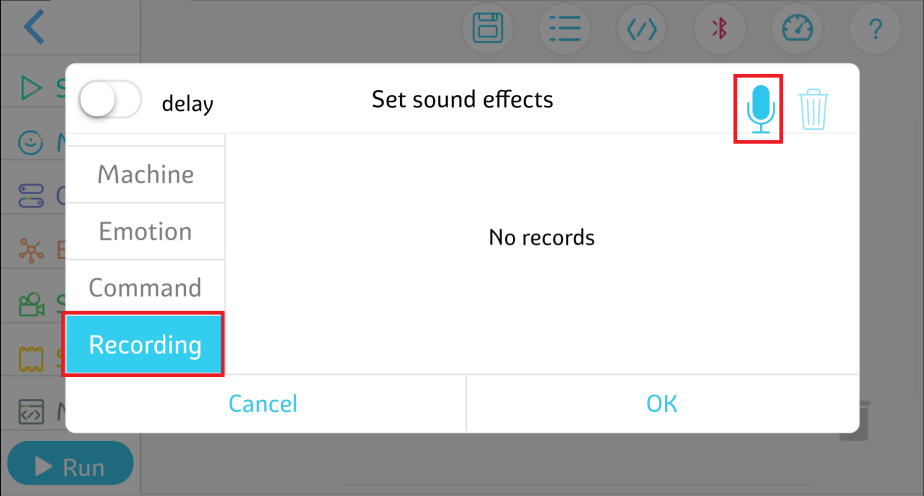 ?
delay
Set sound effects
Machine
Emotion
Command
Recording
No records
Cancel
OK
Run